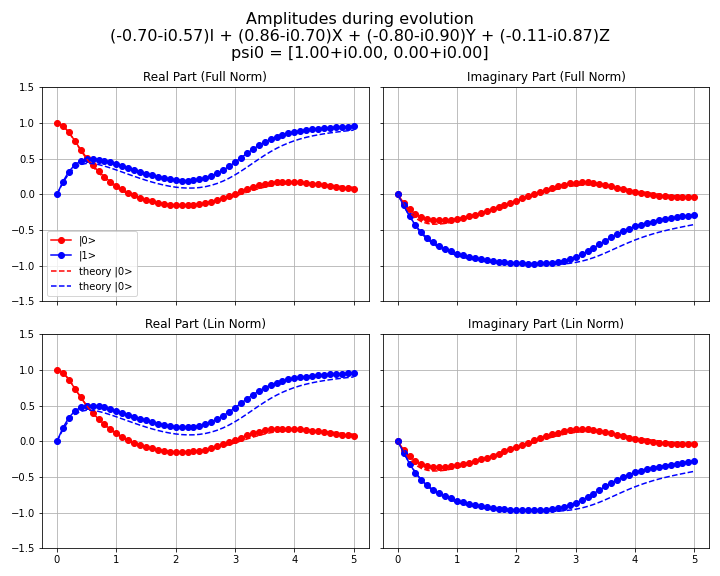 Amplitudes during evolution
(-0.70-i0.57)I + (0.86-i0.70)X + (-0.80-i0.90)Y + (-0.11-i0.87)Z
psi0 = [1.00+i0.00, 0.00+i0.00]
Real Part (Full Norm)
Imaginary Part (Full Norm)
1.5
1.0
0.5
0.0
−0.5
−1.0
−1.5
|0>
|1>
theory |0>
theory |0>
Real Part (Lin Norm)
Imaginary Part (Lin Norm)
1.5
1.0
0.5
0.0
−0.5
−1.0
−1.5
0 1 2 3 4 5
0 1 2 3 4 5